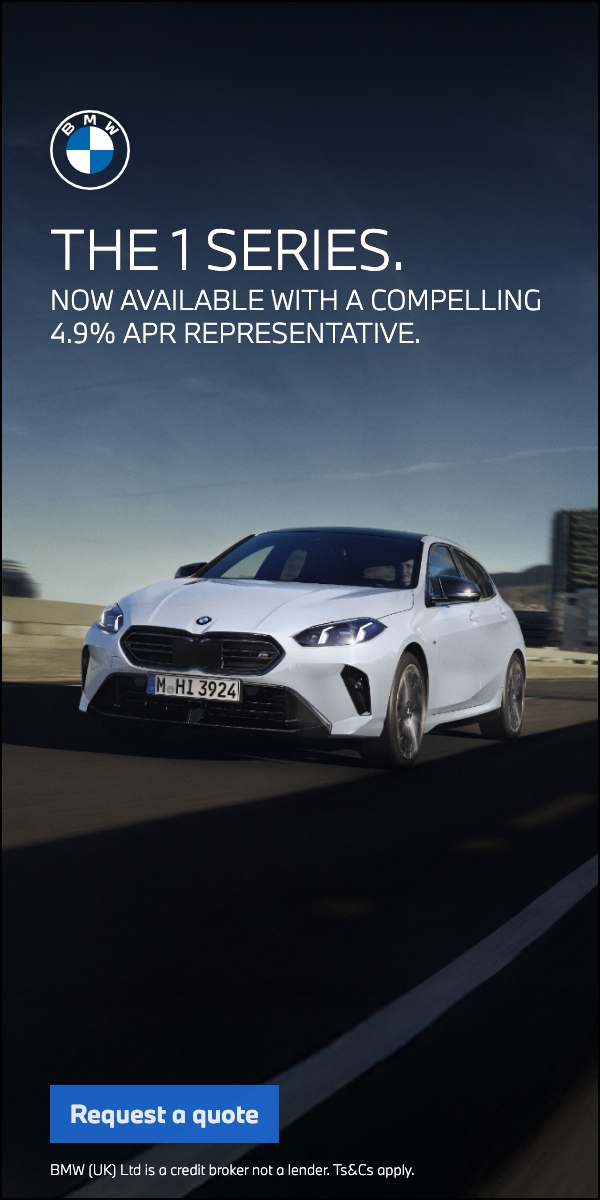 BMW
THE 1 SERIES.
NOW AVAILABLE WITH A COMPELLING
4.9% APR REPRESENTATIVE.
M HI 3924
Request a quote
BMW (UK) Ltd is a credit broker not a lender. Ts&Cs apply.